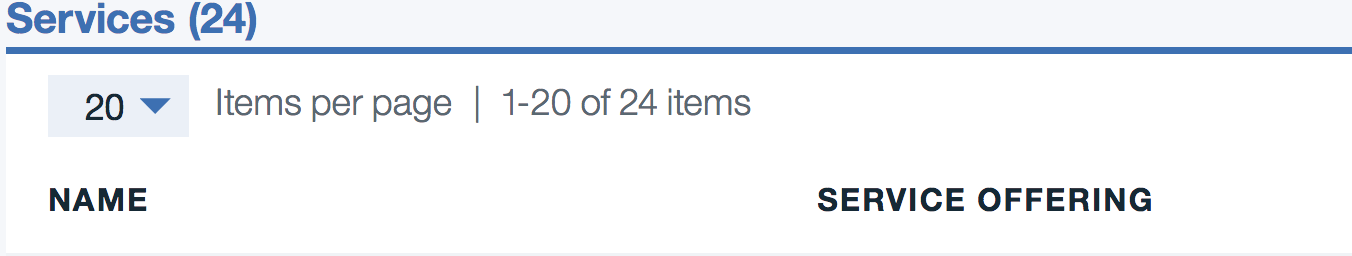 Services (24)
20 Items per page | 1-20 of 24 items
NAME SERVICE OFFERING